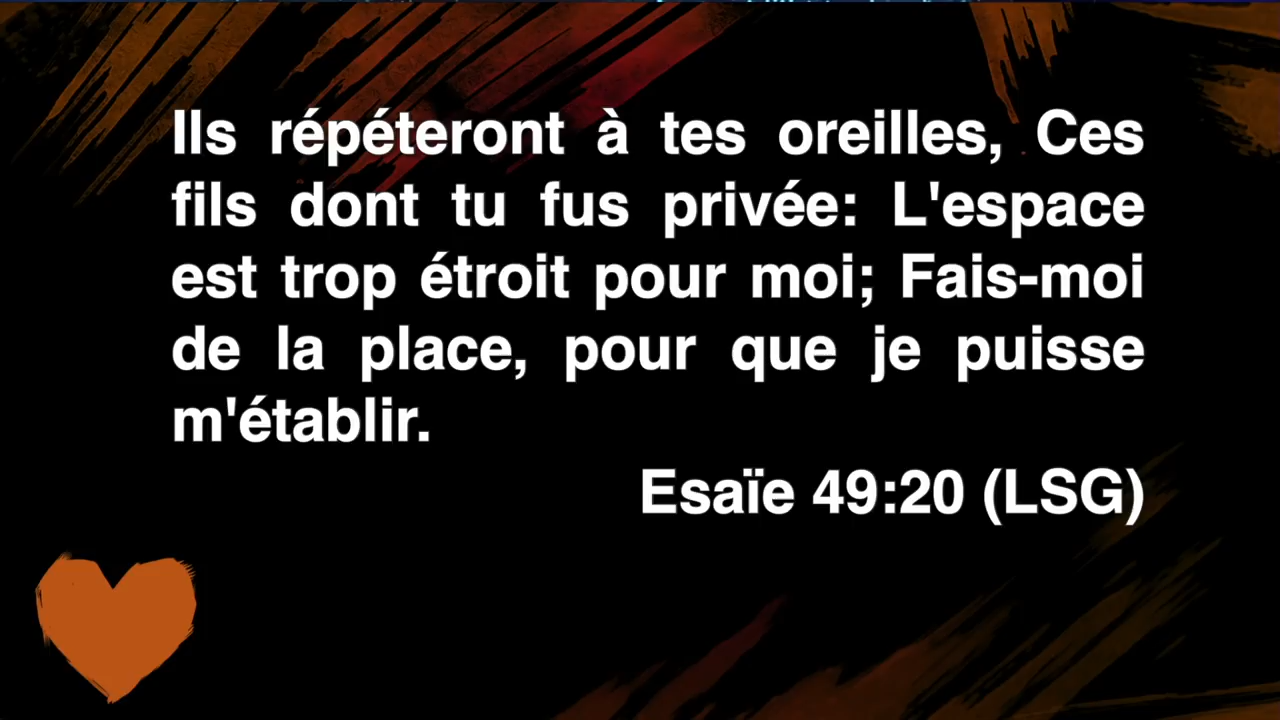 Ils répéteront à tes oreilles, Ces
fils dont tu fus privée: L'espace
est trop étroit pour moi; Fais-moi
de la place, pour que je puisse
m'établir.
Esaïe 49:20 (LSG)